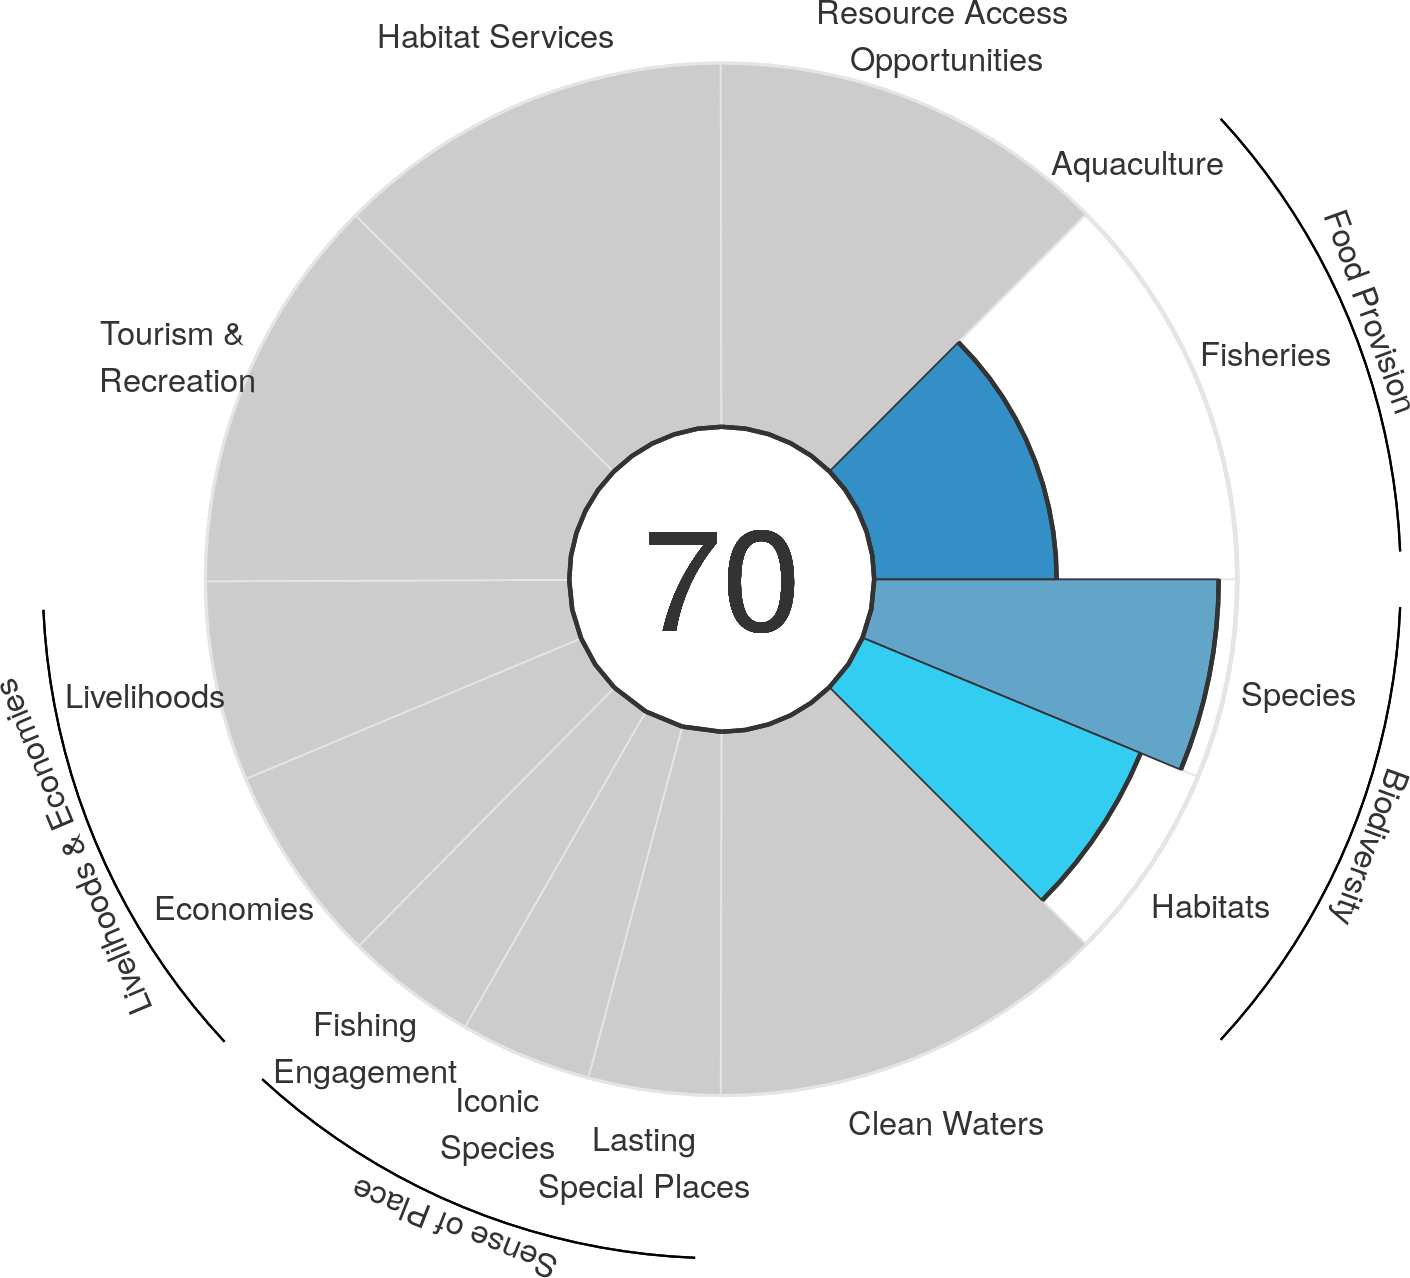 Resource Access
Opportunities
Habitat Services
Aquaculture
Food Provision
Tourism &
Recreation
Fisheries
70
Livelihoods
Species
Livelihoods & Economies
Biodiversity
Economies
Habitats
Fishing
Engagement
Iconic
Species
Lasting
Special Places
Clean Waters
Sense of Place